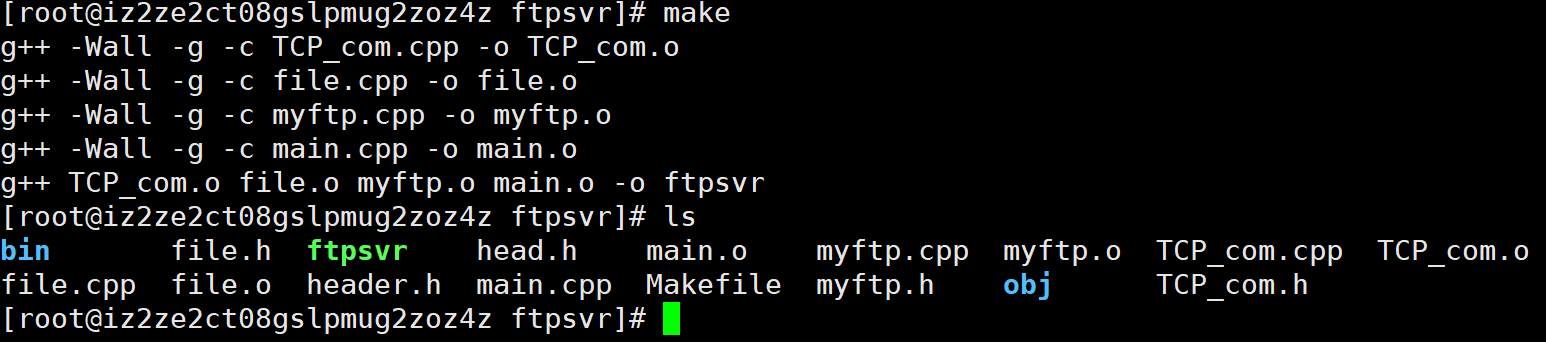 [root@iz2ze2ct08gslpmug2zoz4z ftpsvr]# make
g++ -Wall -g -c TCP_com.cpp -o TCP_com.o
g++ -Wall -g -c file.cpp -o file.o
g++ -Wall -g -c myftp.cpp -o myftp.o
g++ -Wall -g -c main.cpp -o main.o
g++ TCP_com.o file.o myftp.o main.o -o ftpsvr
[root@iz2ze2ct08gslpmug2zoz4z ftpsvr]# ls
bin       file.h  ftpsvr    head.h    main.o    myftp.cpp  myftp.o  TCP_com.cpp  TCP_com.o
file.cpp  file.o  header.h  main.cpp  Makefile  myftp.h    obj      TCP_com.h
[root@iz2ze2ct08gslpmug2zoz4z ftpsvr]#